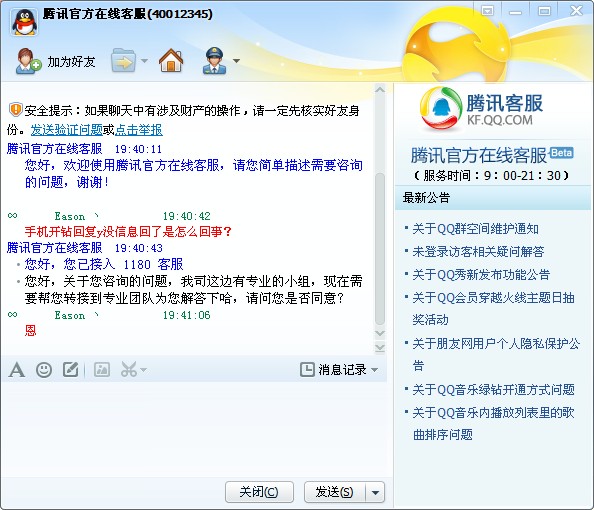 腾讯官方在线客服(40012345)
加为好友
安全提示：如果聊天中有涉及财产的操作，请一定先核实好友身
份。发送验证问题或点击举报
腾讯官方在线客服 19:40:11
您好，欢迎使用腾讯官方在线客服，请您简单描述需要咨询
的问题，谢谢！
∞ Eason 丶 19:40:42
手机开钻回复y没信息回了是怎么回事？
腾讯官方在线客服 19:40:43
您好，您已接入 1180 客服
您好，关于您咨询的问题，我司这边有专业的小组，现在需
要帮您转接到专业团队为您解答下哈，请问您是否同意？
∞ Eason 丶 19:41:06
恩
消息记录
关闭(C)
发送(S)
腾讯客服
KF.QQ.COM
腾讯官方在线客服 Beta
(服务时间：9：00-21：30)
最新公告
关于QQ群空间维护通知
未登录访客相关疑问解答
关于QQ秀新发布功能公告
关于QQ会员穿越火线主题日抽
奖活动
关于朋友网用户个人隐私保护公
告
关于QQ音乐绿钻开通方式问题
关于QQ音乐内播放列表里的歌
曲排序问题